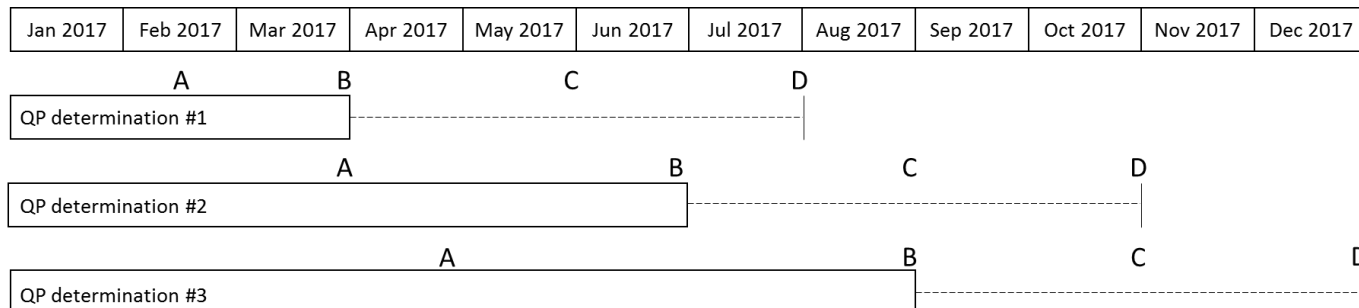 Jan 2017 Feb 2017 Mar 2017 Apr 2017 May 2017 Jun 2017 Jul 2017 Aug 2017 Sep 2017 Oct 2017 Nov 2017 Dec 2017
A B C D
QP determination #1
A B C D
QP determination #2
A B C D
QP determination #3